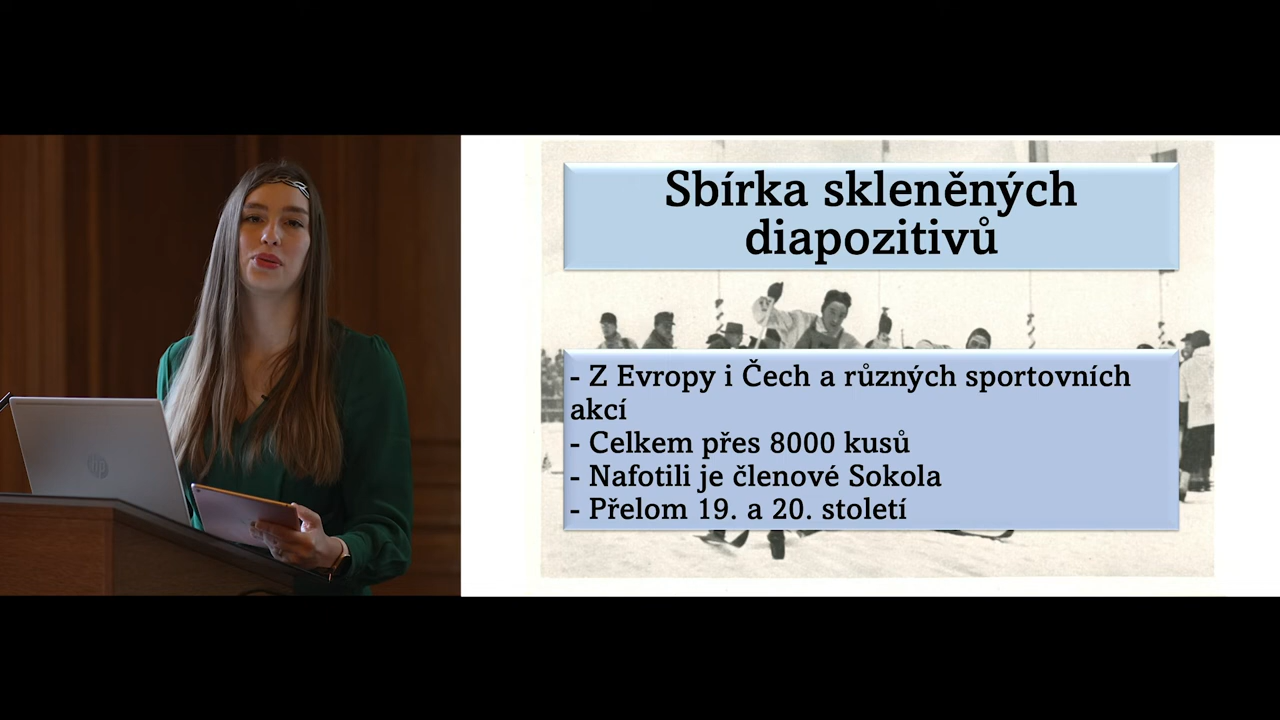 Sbírka skleněných
diapozitivů
- Z Evropy i Čech a různých sportovních
akcí
- Celkem přes 8000 kusů
- Nafotili je členové Sokola
- Přelom 19. a 20. století
hp